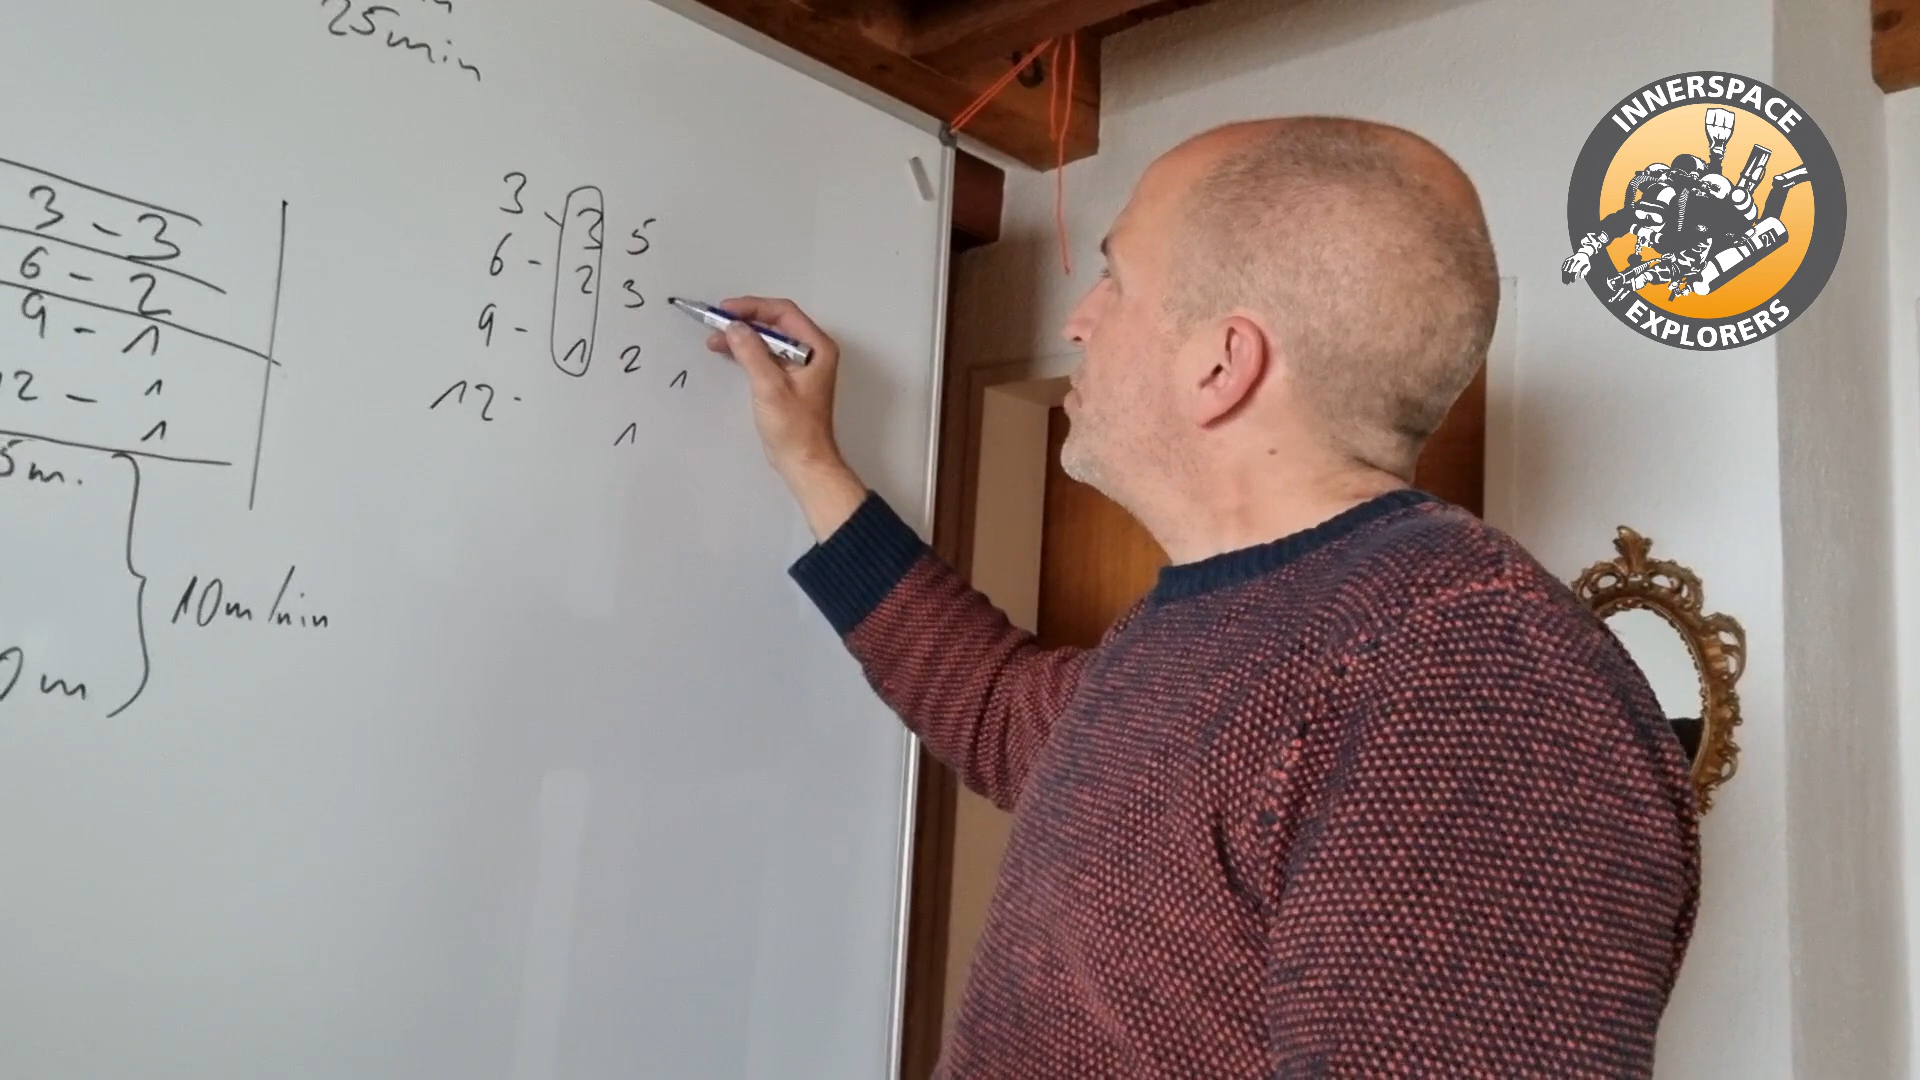 25min
3 - 3
6 - 2
9 - 1
12 - 1
1
5m.
10m/min
0m
3 - 3 5
6 - 2 3
9 - 1 2 1
12 - 1
INNERSPACE
EXPLORERS
21